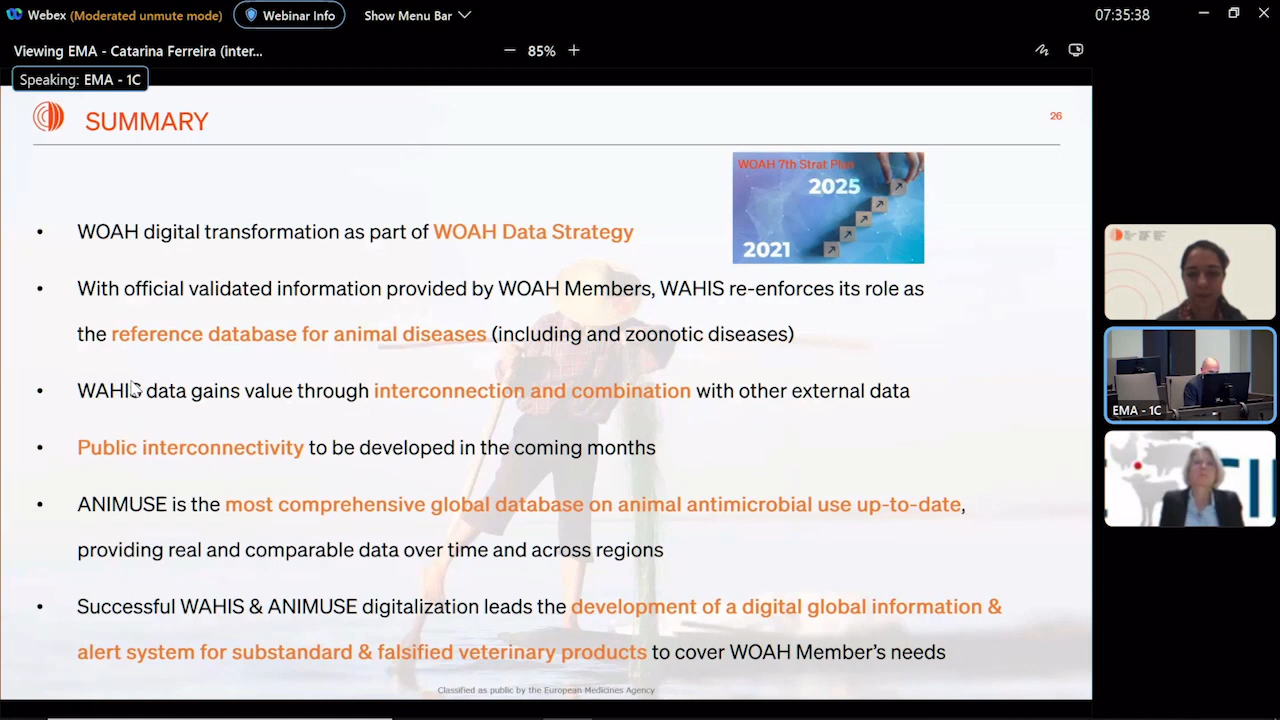 Webex (Moderated unmute mode) Webinar Info Show Menu Bar 07:35:38
Viewing EMA - Catarina Ferreira (inter... 85%
Speaking: EMA - 1C
SUMMARY
26
WOAH 7th Strat Plan
2025
2021
• WOAH digital transformation as part of WOAH Data Strategy
• With official validated information provided by WOAH Members, WAHIS re-enforces its role as
the reference database for animal diseases (including and zoonotic diseases)
• WAHIS data gains value through interconnection and combination with other external data
• Public interconnectivity to be developed in the coming months
• ANIMUSE is the most comprehensive global database on animal antimicrobial use up-to-date,
providing real and comparable data over time and across regions
• Successful WAHIS & ANIMUSE digitalization leads the development of a digital global information &
alert system for substandard & falsified veterinary products to cover WOAH Member's needs
Classified as public by the European Medicines Agency
EMA - 1C